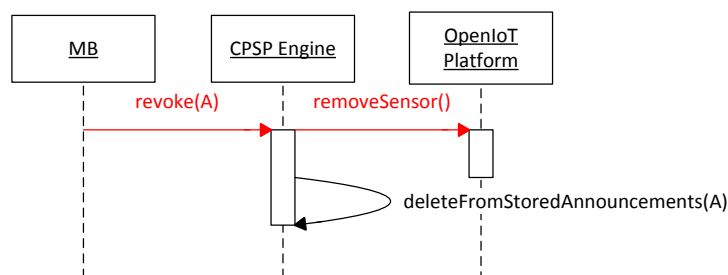 MB
CPSP Engine
OpenIoT
Platform
revoke(A)
removeSensor()
deleteFromStoredAnnouncements(A)